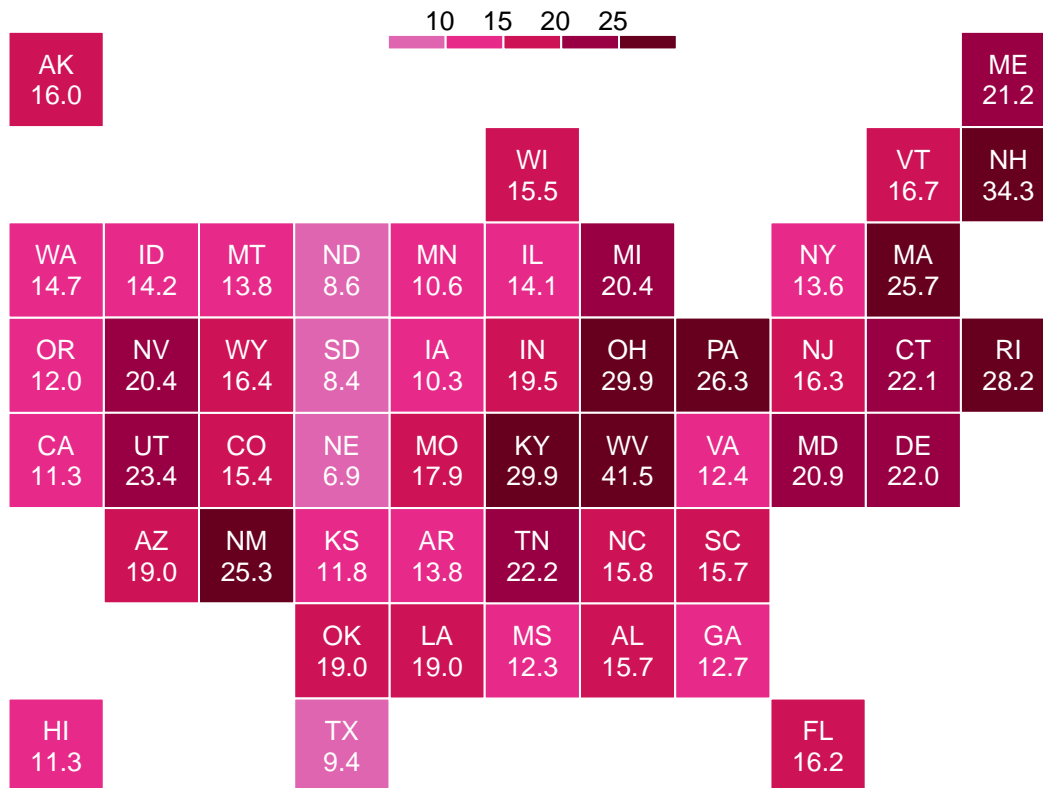 10 15 20 25
AK ME
16.0 21.2
WI VT NH
15.5 16.7 34.3
WA ID MT ND MN IL MI NY MA
14.7 14.2 13.8 8.6 10.6 14.1 20.4 13.6 25.7
OR NV WY SD IA IN OH PA NJ CT RI
12.0 20.4 16.4 8.4 10.3 19.5 29.9 26.3 16.3 22.1 28.2
CA UT CO NE MO KY WV VA MD DE
11.3 23.4 15.4 6.9 17.9 29.9 41.5 12.4 20.9 22.0
AZ NM KS AR TN NC SC
19.0 25.3 11.8 13.8 22.2 15.8 15.7
OK LA MS AL GA
19.0 19.0 12.3 15.7 12.7
HI TX FL
11.3 9.4 16.2